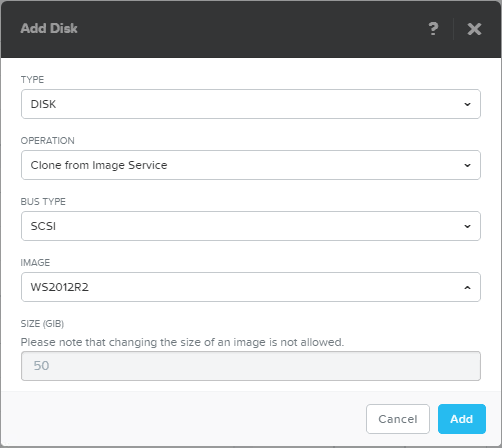 Add Disk
?
TYPE
DISK
OPERATION
Clone from Image Service
BUS TYPE
SCSI
IMAGE
WS2012R2
SIZE (GIB)
Please note that changing the size of an image is not allowed.
50
Cancel
Add